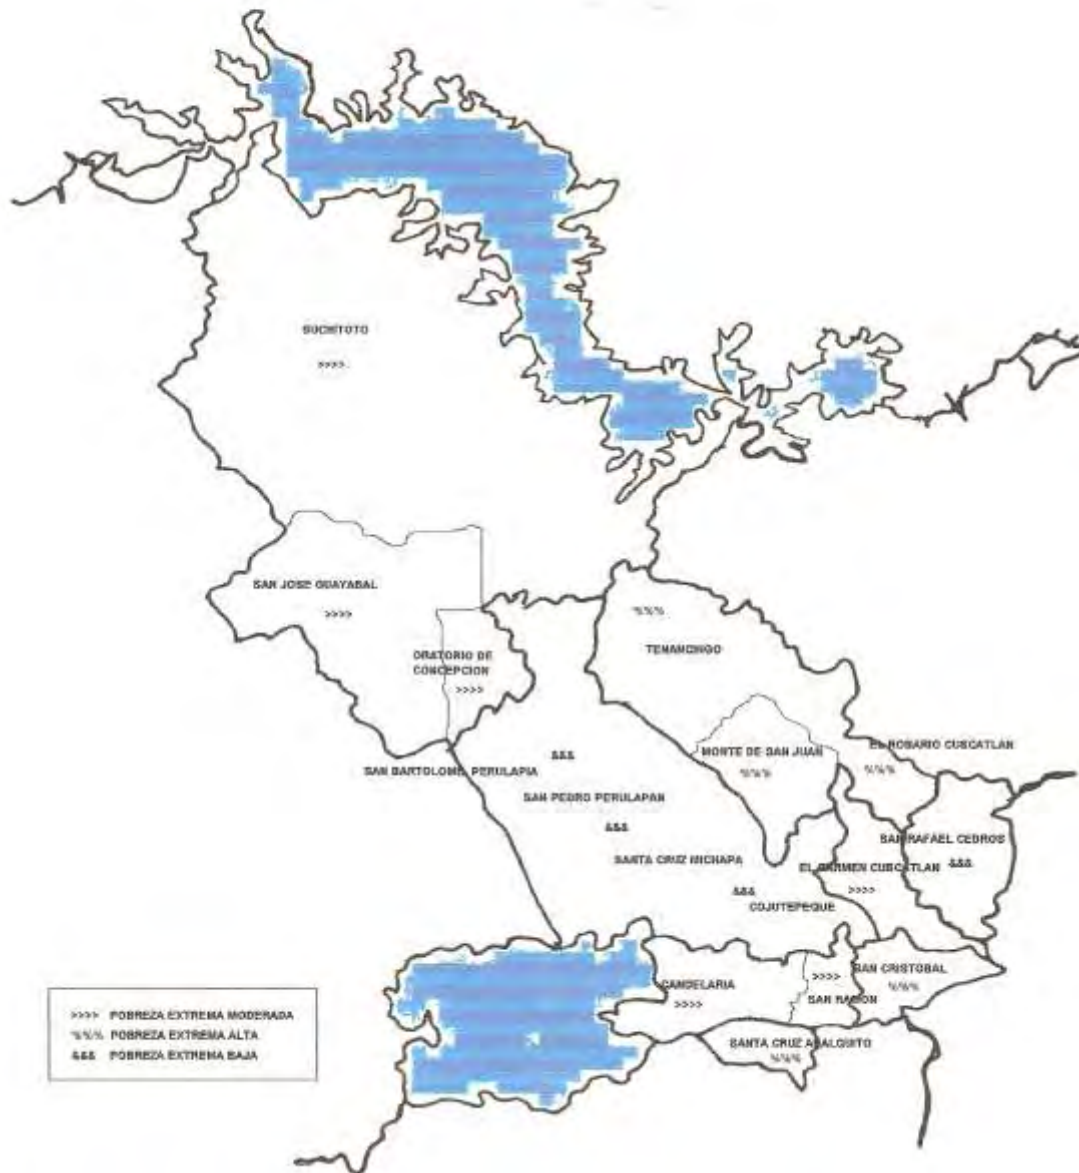 SUCHITOTO
>>>>
SAN JOSE GUAYABAL
>>>>
%%%
TENANCINGO
ORATORIO DE
CONCEPCION
>>>>
EL ROSARIO CUSCATLAN
%%%
MONTE DE SAN JUAN
%%%
&&&
SAN BARTOLOME PERULAPIA
SAN PEDRO PERULAPAN
&&&
SAN RAFAEL CEDROS
&&&
SANTA CRUZ MICHAPA
&&&
EL CARMEN CUSCATLAN
>>>>
COJUTEPEQUE
SAN CRISTOBAL
%%%
CANDELARIA
>>>>
>>>>
SAN RAMON
SANTA CRUZ ANALQUITO
%%%
>>>> POBREZA EXTREMA MODERADA
%%% POBREZA EXTREMA ALTA
&&& POBREZA EXTREMA BAJA